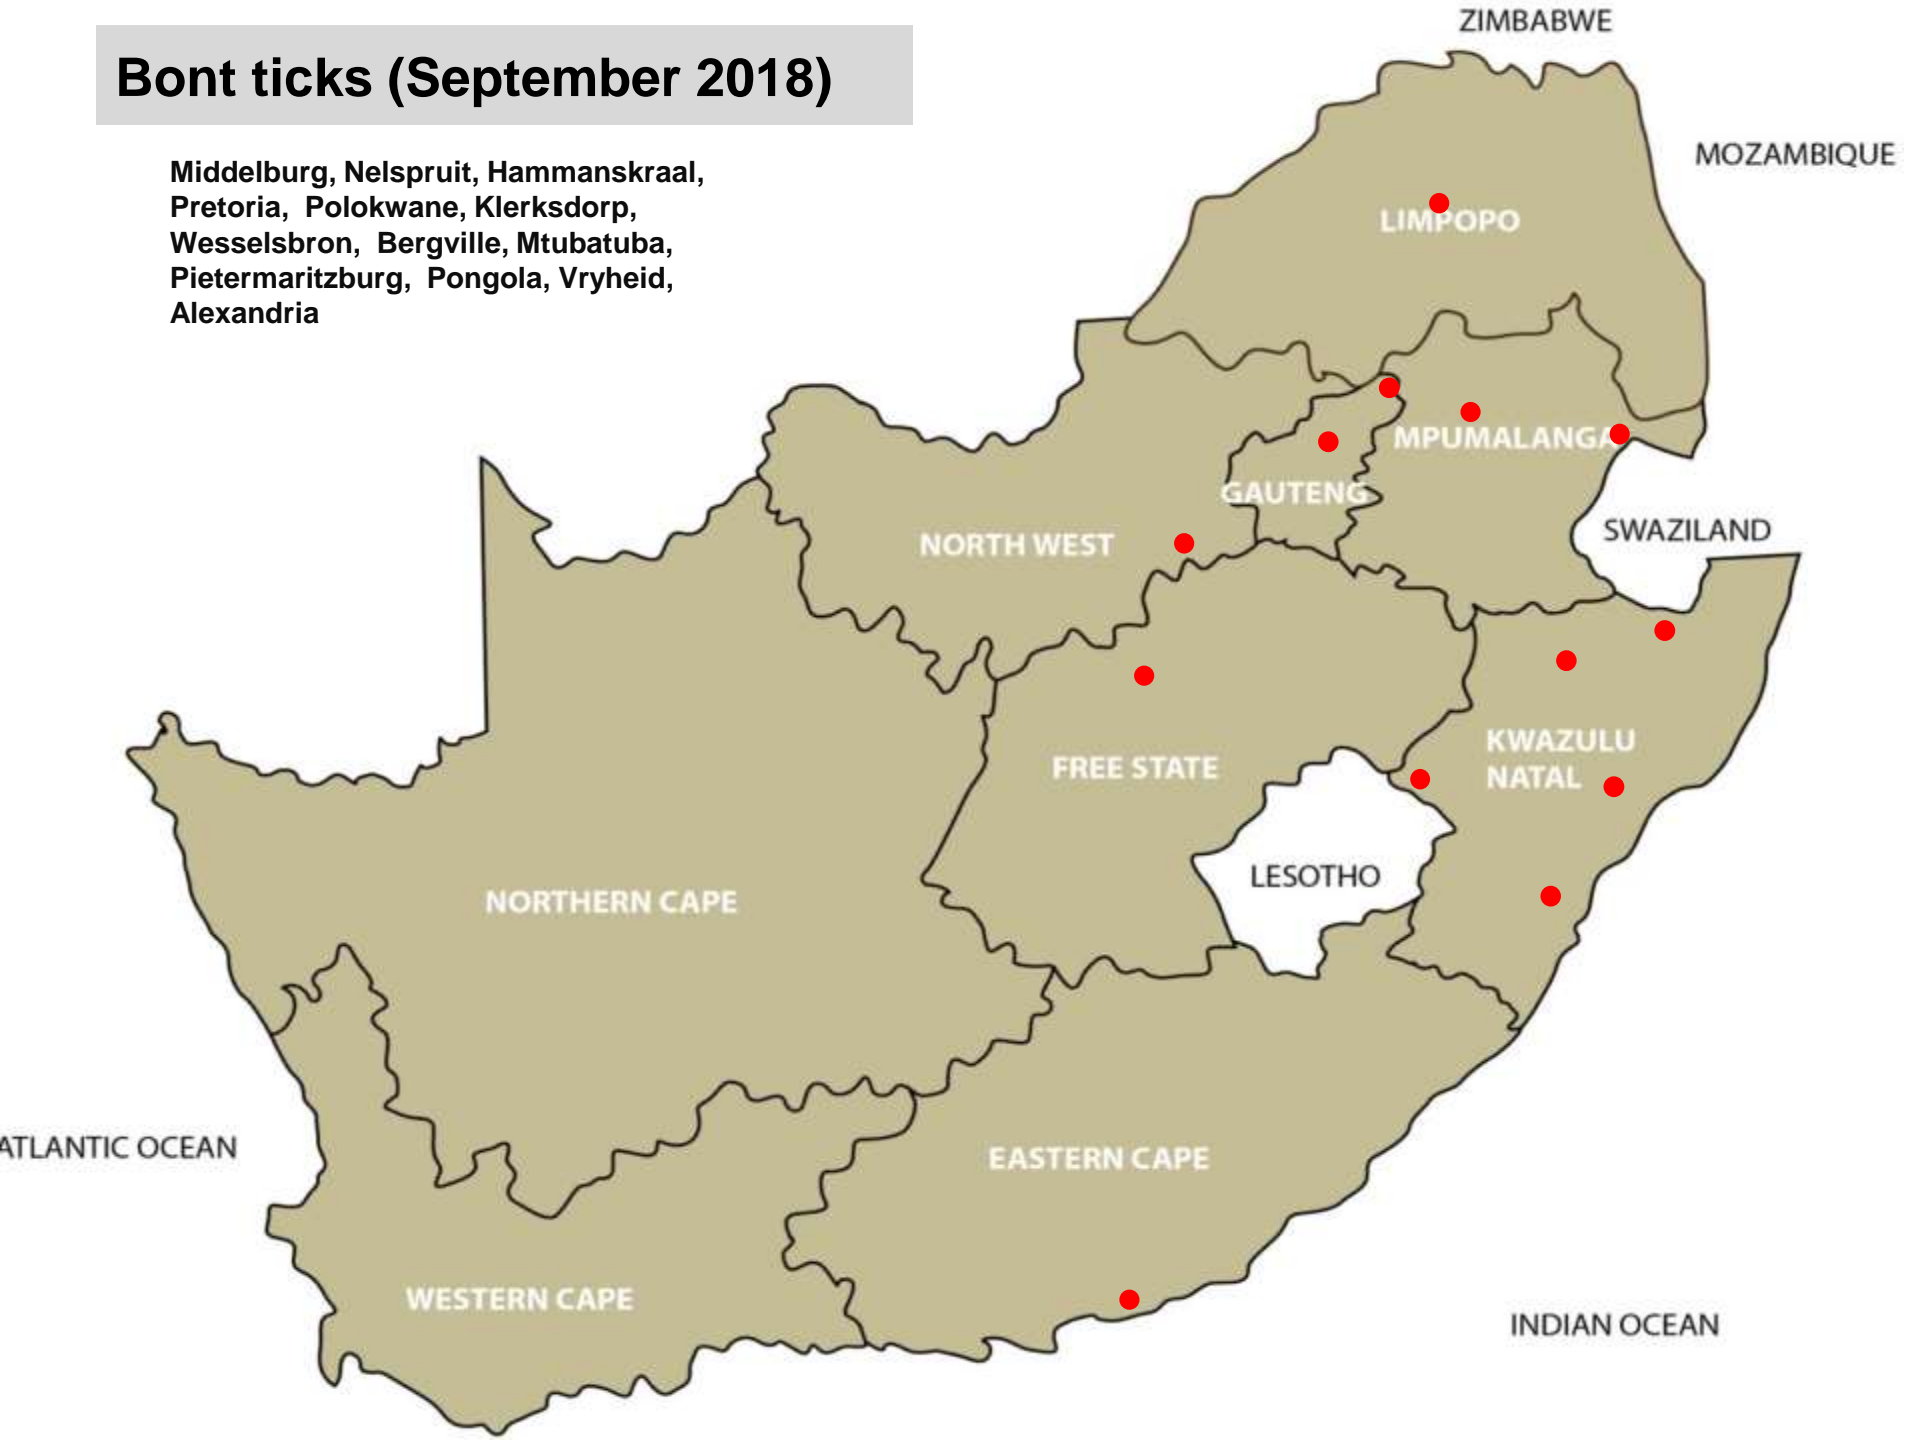 Bont ticks (September 2018)
Middelburg, Nelspruit, Hammanskraal,
Pretoria, Polokwane, Klerksdorp,
Wesselsbron, Bergville, Mtubatuba,
Pietermaritzburg, Pongola, Vryheid,
Alexandria
ZIMBABWE
MOZAMBIQUE
LIMPOPO
MPUMALANGA
GAUTENG
SWAZILAND
NORTH WEST
KWAZULU
NATAL
FREE STATE
LESOTHO
NORTHERN CAPE
ATLANTIC OCEAN
EASTERN CAPE
WESTERN CAPE
INDIAN OCEAN